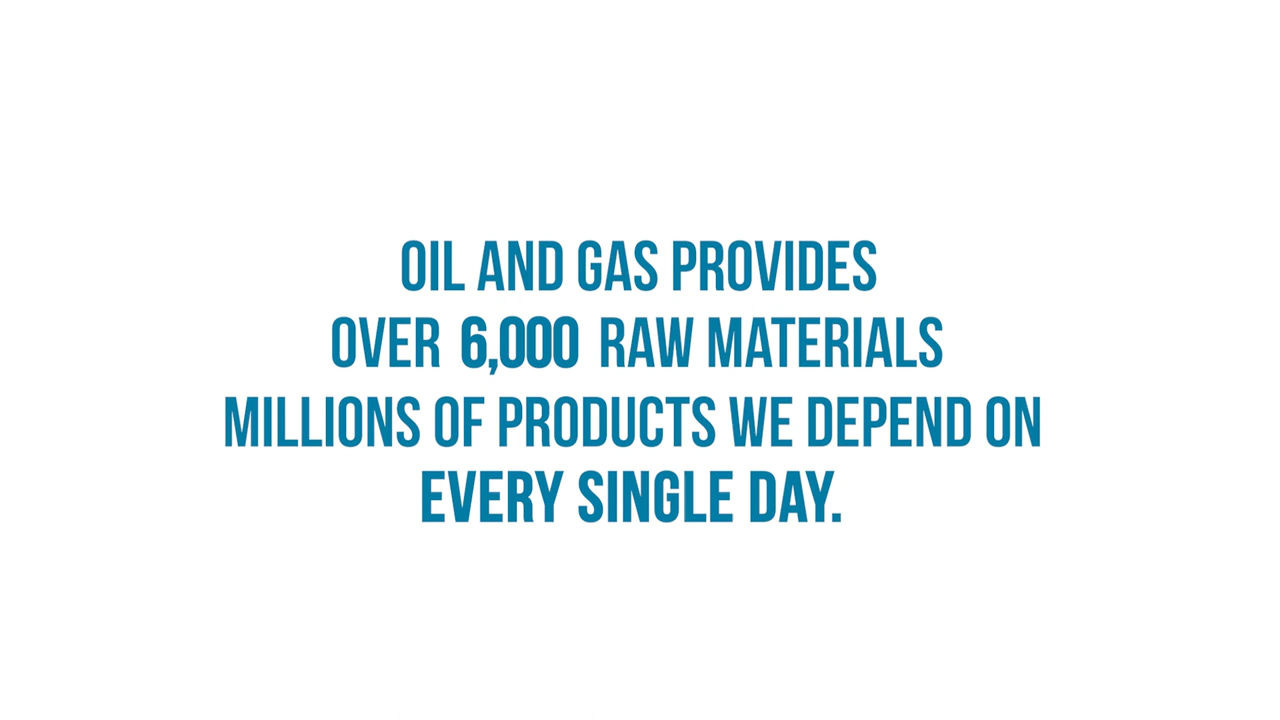 OIL AND GAS PROVIDES
OVER 6,000 RAW MATERIALS
MILLIONS OF PRODUCTS WE DEPEND ON
EVERY SINGLE DAY.